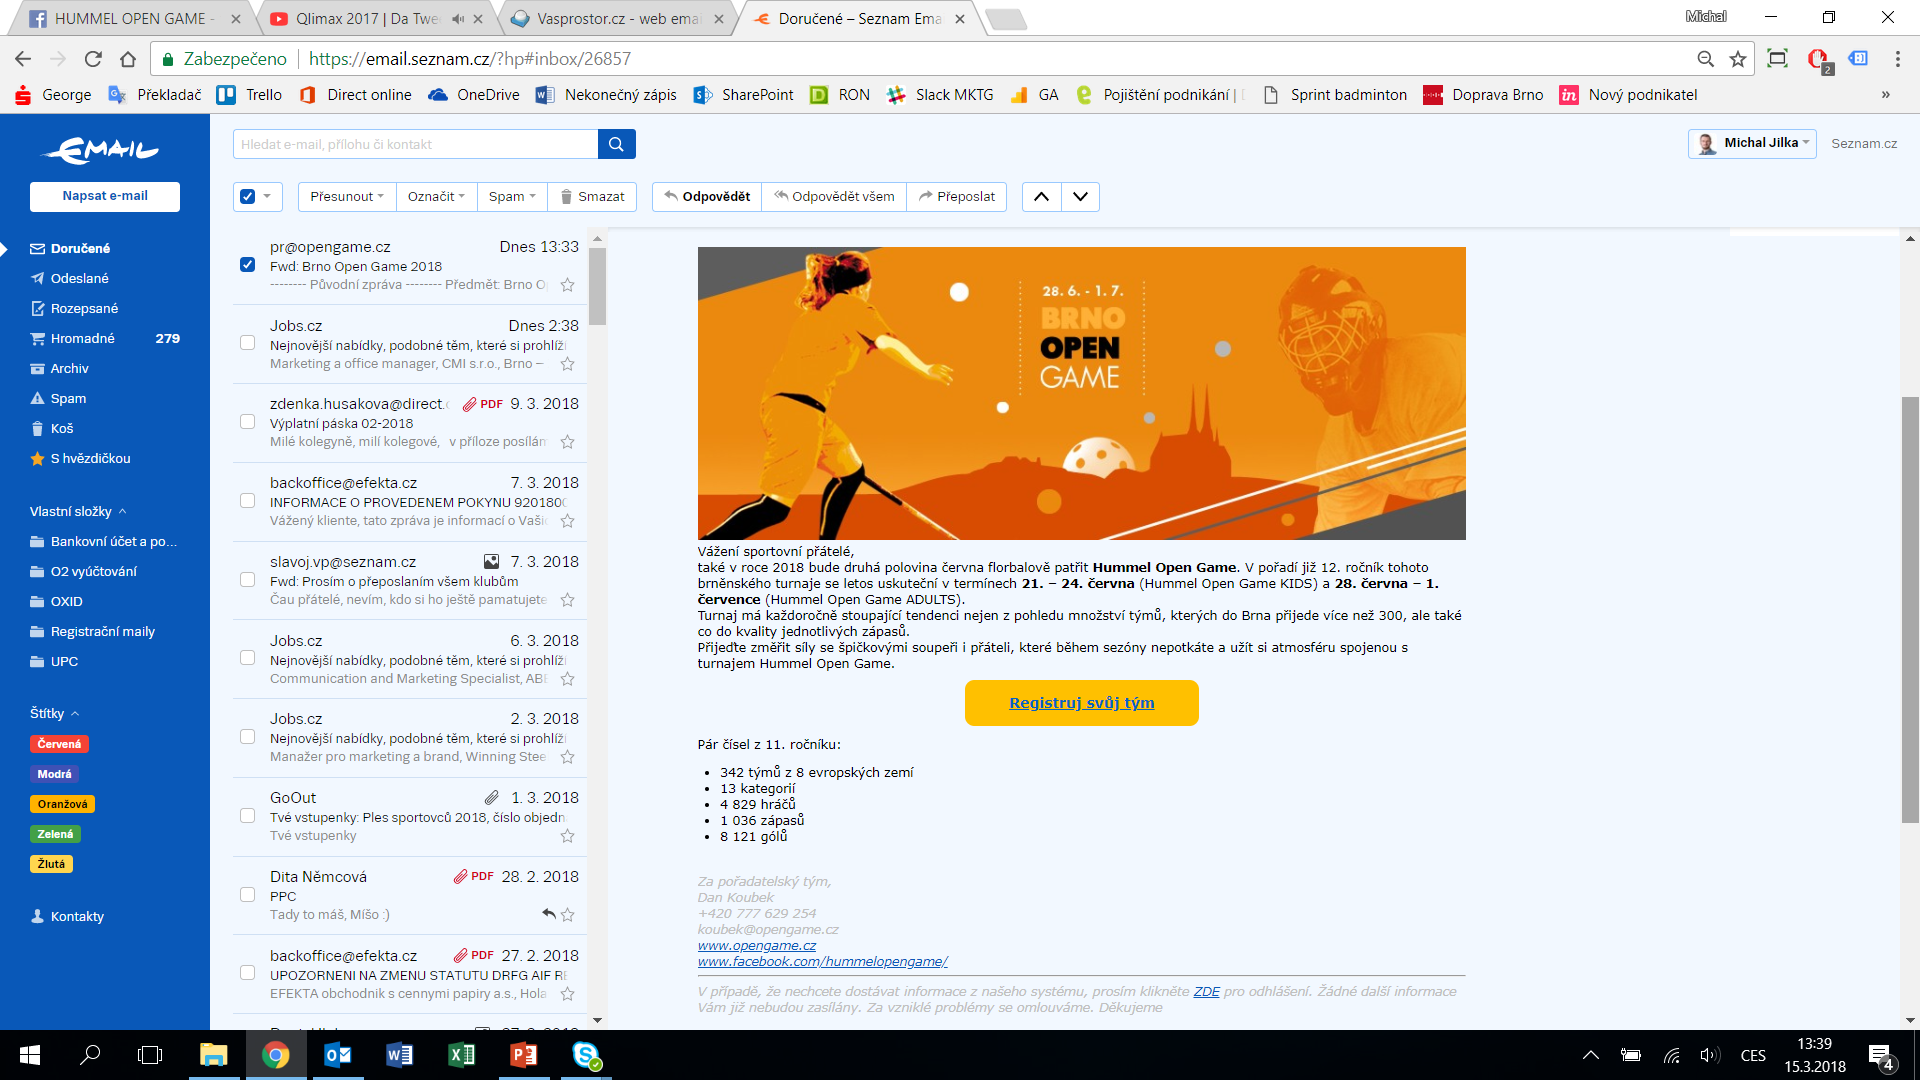 HUMMEL OPEN GAME -
Qlimax 2017 | Da Twe
Vasprostor.cz - web ema
Doručené – Seznam Ema
Michal
Zabezpečeno
https://email.seznam.cz/?hp#inbox/26857
2
George
Překladač
Trello
Direct online
OneDrive
Nekonečný zápis
SharePoint
RON
Slack MKTG
GA
Pojištění podnikání |
Sprint badminton
Doprava Brno
Nový podnikatel
»
EMAIL
Hledat e-mail, přílohu či kontakt
Michal Jilka
Seznam.cz
Napsat e-mail
Přesunout
Označit
Spam
Smazat
Odpovědět
Odpovědět všem
Přeposlat
Doručené
Odeslané
Rozepsané
Hromadné 279
Archiv
Spam
Koš
S hvězdičkou
Vlastní složky
Bankovní účet a po...
O2 vyúčtování
OXID
Registrační maily
UPC
Štítky
Červená
Modrá
Oranžová
Zelená
Žlutá
Kontakty
pr@opengame.cz Dnes 13:33
Fwd: Brno Open Game 2018
-------- Původní zpráva -------- Předmět: Brno O
Jobs.cz Dnes 2:38
Nejnovější nabídky, podobné těm, které si prohlíží
Marketing a office manager, CMI s.r.o., Brno –
zdenka.husakova@direct. PDF 9. 3. 2018
Výplatní páska 02-2018
Milé kolegyně, milí kolegové, v příloze posílám
backoffice@efekta.cz 7. 3. 2018
INFORMACE O PROVEDENEM POKYNU 920180
Vážený kliente, tato zpráva je informací o Vaši
slavoj.vp@seznam.cz 7. 3. 2018
Fwd: Prosím o přeposlaním všem klubům
Čau přátelé, nevím, kdo si ho ještě pamatujete
Jobs.cz 6. 3. 2018
Nejnovější nabídky, podobné těm, které si prohlíží
Communication and Marketing Specialist, ABB
Jobs.cz 2. 3. 2018
Nejnovější nabídky, podobné těm, které si prohlíží
Manažer pro marketing a brand, Winning Stee
GoOut 1. 3. 2018
Tvé vstupenky: Ples sportovců 2018, číslo objedn
Tvé vstupenky
Dita Němcová PDF 28. 2. 2018
PPC
Tady to máš, Míšo :)
backoffice@efekta.cz PDF 27. 2. 2018
UPOZORNENI NA ZMENU STATUTU DRFG AIF RE
EFEKTA obchodnik s cennymi papiry a.s., Hola
28. 6. - 1. 7.
BRNO
OPEN
GAME
Vážení sportovní přátelé,
také v roce 2018 bude druhá polovina června florbalově patřit Hummel Open Game. V pořadí již 12. ročník tohoto
brněnského turnaje se letos uskuteční v termínech 21. – 24. června (Hummel Open Game KIDS) a 28. června – 1.
července (Hummel Open Game ADULTS).
Turnaj má každoročně stoupající tendenci nejen z pohledu množství týmů, kterých do Brna přijede více než 300, ale také
co do kvality jednotlivých zápasů.
Přijeďte změřit síly se špičkovými soupeři i přáteli, které během sezóny nepotkáte a užít si atmosféru spojenou s
turnajem Hummel Open Game.
Registruj svůj tým
Pár čísel z 11. ročníku:
• 342 týmů z 8 evropských zemí
• 13 kategorií
• 4 829 hráčů
• 1 036 zápasů
• 8 121 gólů
Za pořadatelský tým,
Dan Koubek
+420 777 629 254
koubek@opengame.cz
www.opengame.cz
www.facebook.com/hummelopengame/
V případě, že nechcete dostávat informace z našeho systému, prosím klikněte ZDE pro odhlášení. Žádné další informace
Vám již nebudou zasílány. Za vzniklé problémy se omlouváme. Děkujeme
CES
13:39
15.3.2018
4